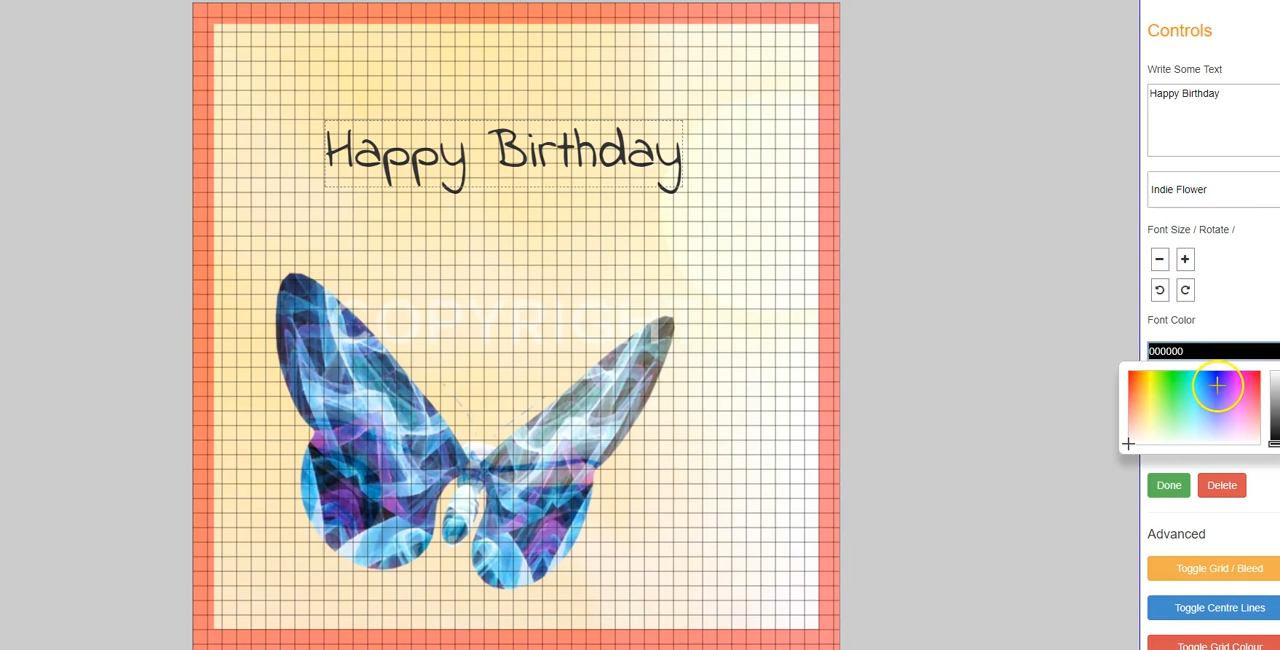 Controls
Write Some Text
Happy Birthday
Happy Birthday
Indie Flower
Font Size / Rotate /
Font Color
000000
COPYRIGHT
Done
Delete
Advanced
Toggle Grid / Bleed
Toggle Centre Lines
Toggle Grid Colour